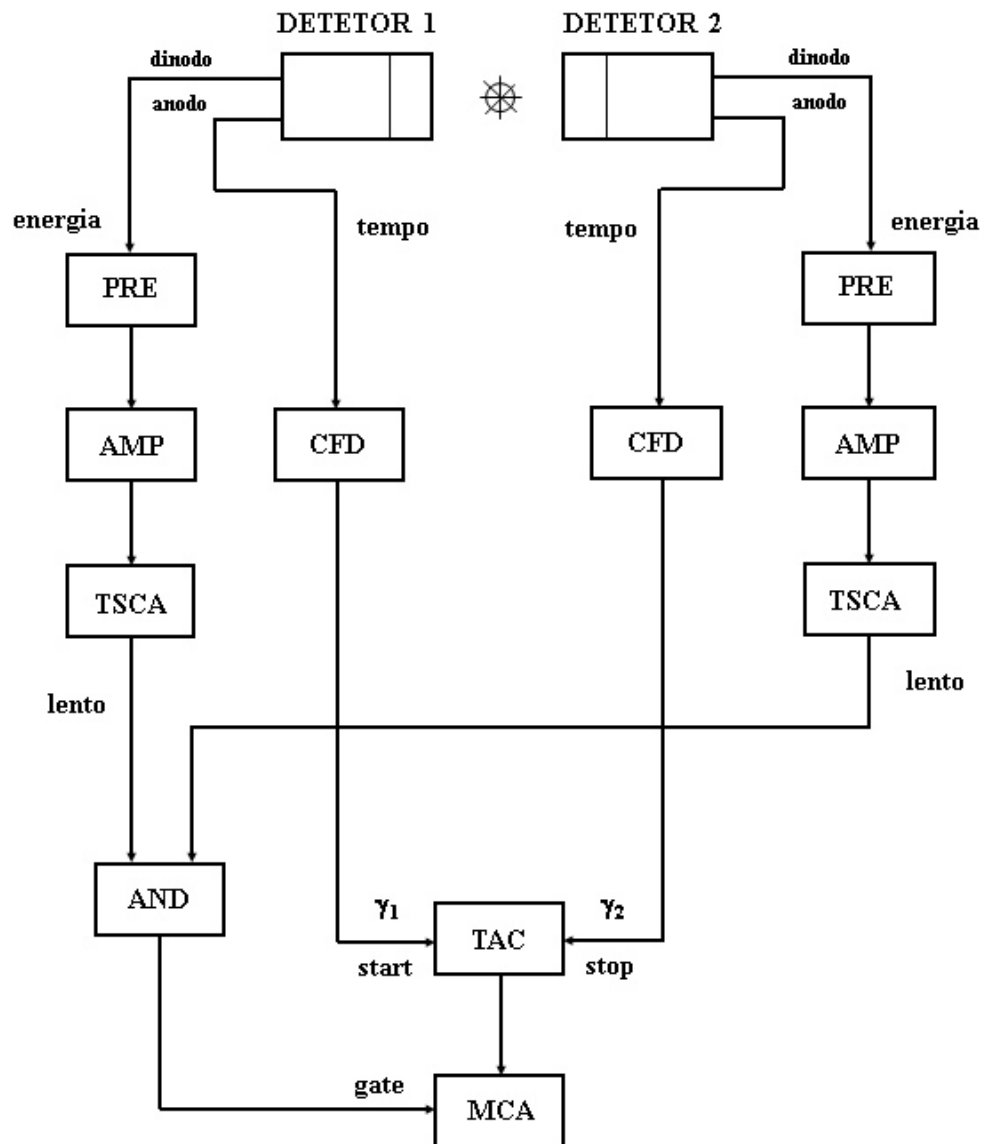 DETETOR 1
DETETOR 2
dinodo
dinodo
anodo
anodo
energia
tempo
tempo
energia
PRE
PRE
AMP
CFD
CFD
AMP
TSCA
TSCA
lento
lento
AND
γ1
TAC
γ2
start
stop
gate
MCA